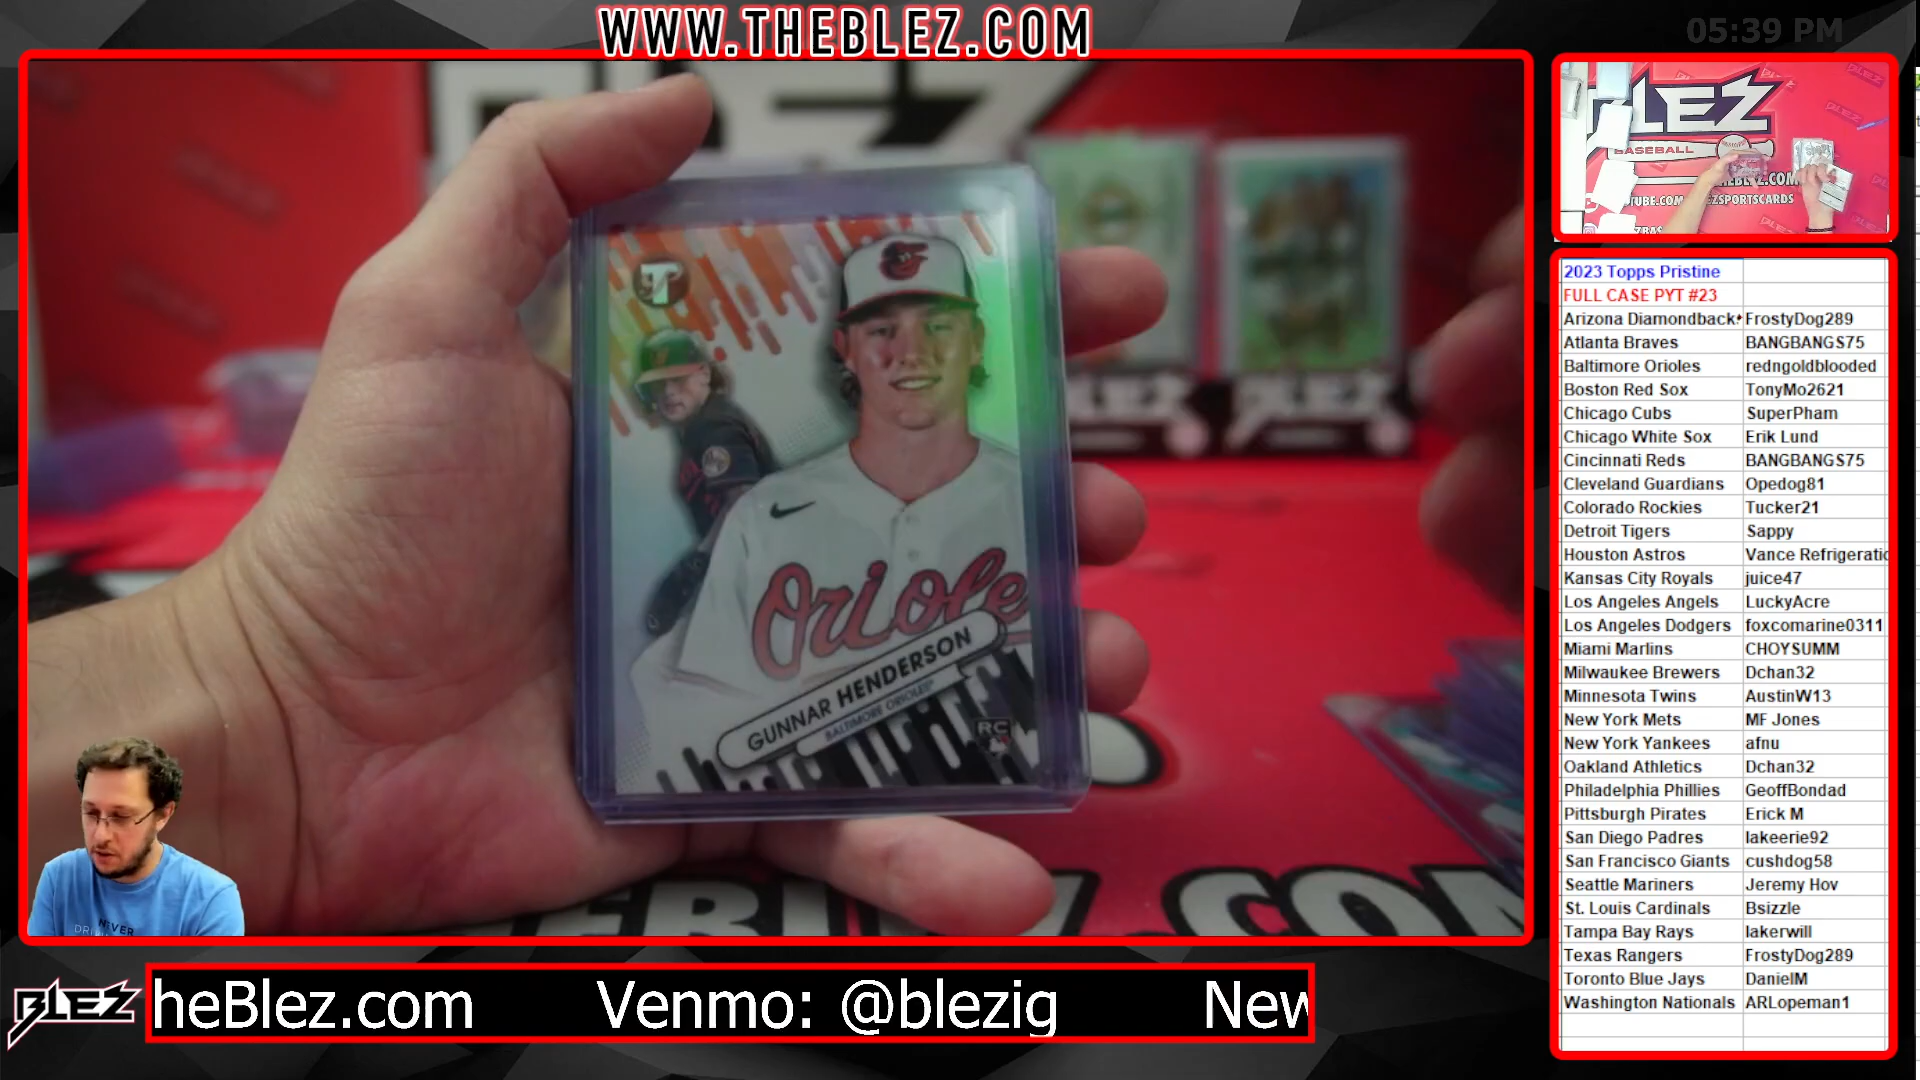 WWW.THEBLEZ.COM
05:39 PM
BLEZ
BASEBALL
T
Orioles
GUNNAR HENDERSON
BALTIMORE ORIOLES
RC
2023 Topps Pristine
FULL CASE PYT #23
Arizona Diamondback FrostyDog289
Atlanta Braves BANGBANGS75
Baltimore Orioles redngoldblooded
Boston Red Sox TonyMo2621
Chicago Cubs SuperPham
Chicago White Sox Erik Lund
Cincinnati Reds BANGBANGS75
Cleveland Guardians Opedog81
Colorado Rockies Tucker21
Detroit Tigers Sappy
Houston Astros Vance Refrigeratio
Kansas City Royals juice47
Los Angeles Angels LuckyAcre
Los Angeles Dodgers foxcomarine0311
Miami Marlins CHOYSUMM
Milwaukee Brewers Dchan32
Minnesota Twins AustinW13
New York Mets MF Jones
New York Yankees afnu
Oakland Athletics Dchan32
Philadelphia Phillies GeoffBondad
Pittsburgh Pirates Erick M
San Diego Padres lakeerie92
San Francisco Giants cushdog58
Seattle Mariners Jeremy Hov
St. Louis Cardinals Bsizzle
Tampa Bay Rays lakerwill
Texas Rangers FrostyDog289
Toronto Blue Jays DanielM
Washington Nationals ARLopeman1
NEVER
BLEZ
heBlez.com Venmo: @blezig New